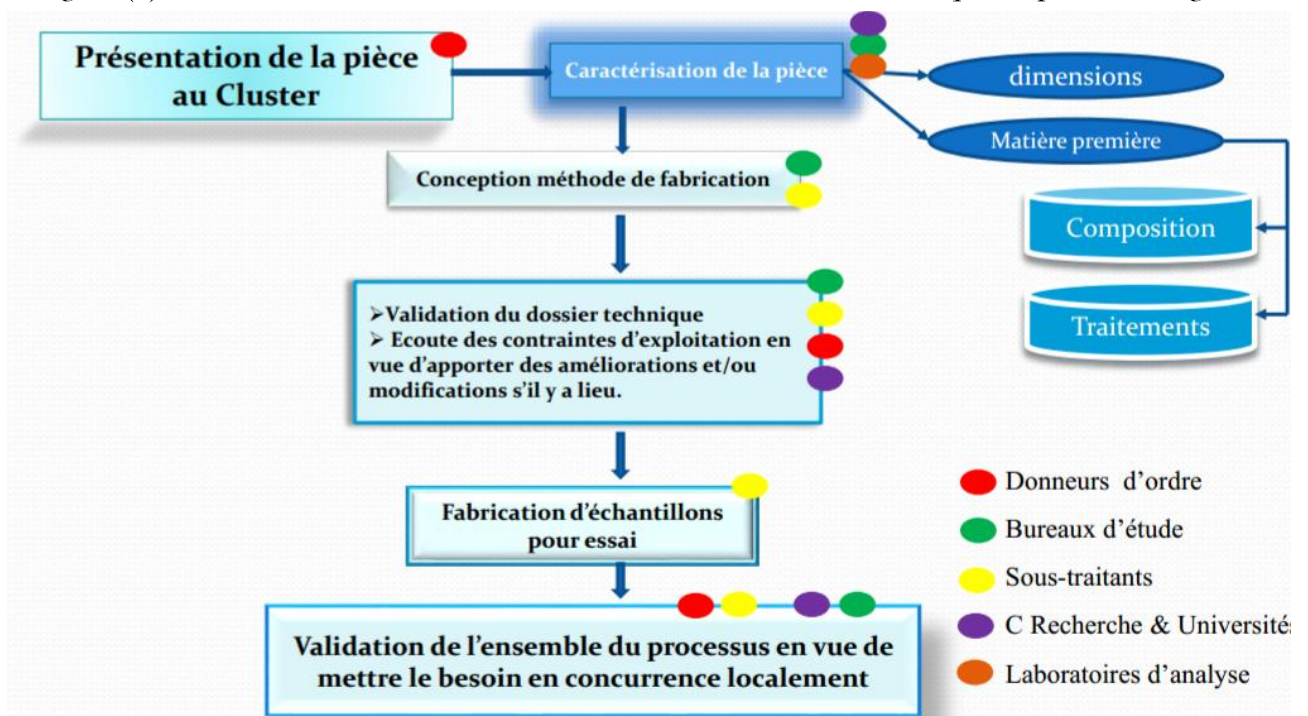 Présentation de la pièce
au Cluster
Caractérisation de la pièce
dimensions
Matière première
Composition
Traitements
Conception méthode de fabrication
➢Validation du dossier technique
➢ Ecoute des contraintes d'exploitation en
vue d'apporter des améliorations et/ou
modifications s'il y a lieu.
Fabrication d'échantillons
pour essai
Validation de l'ensemble du processus en vue de
mettre le besoin en concurrence localement
Donneurs d'ordre
Bureaux d'étude
Sous-traitants
C Recherche & Universités
Laboratoires d'analyse